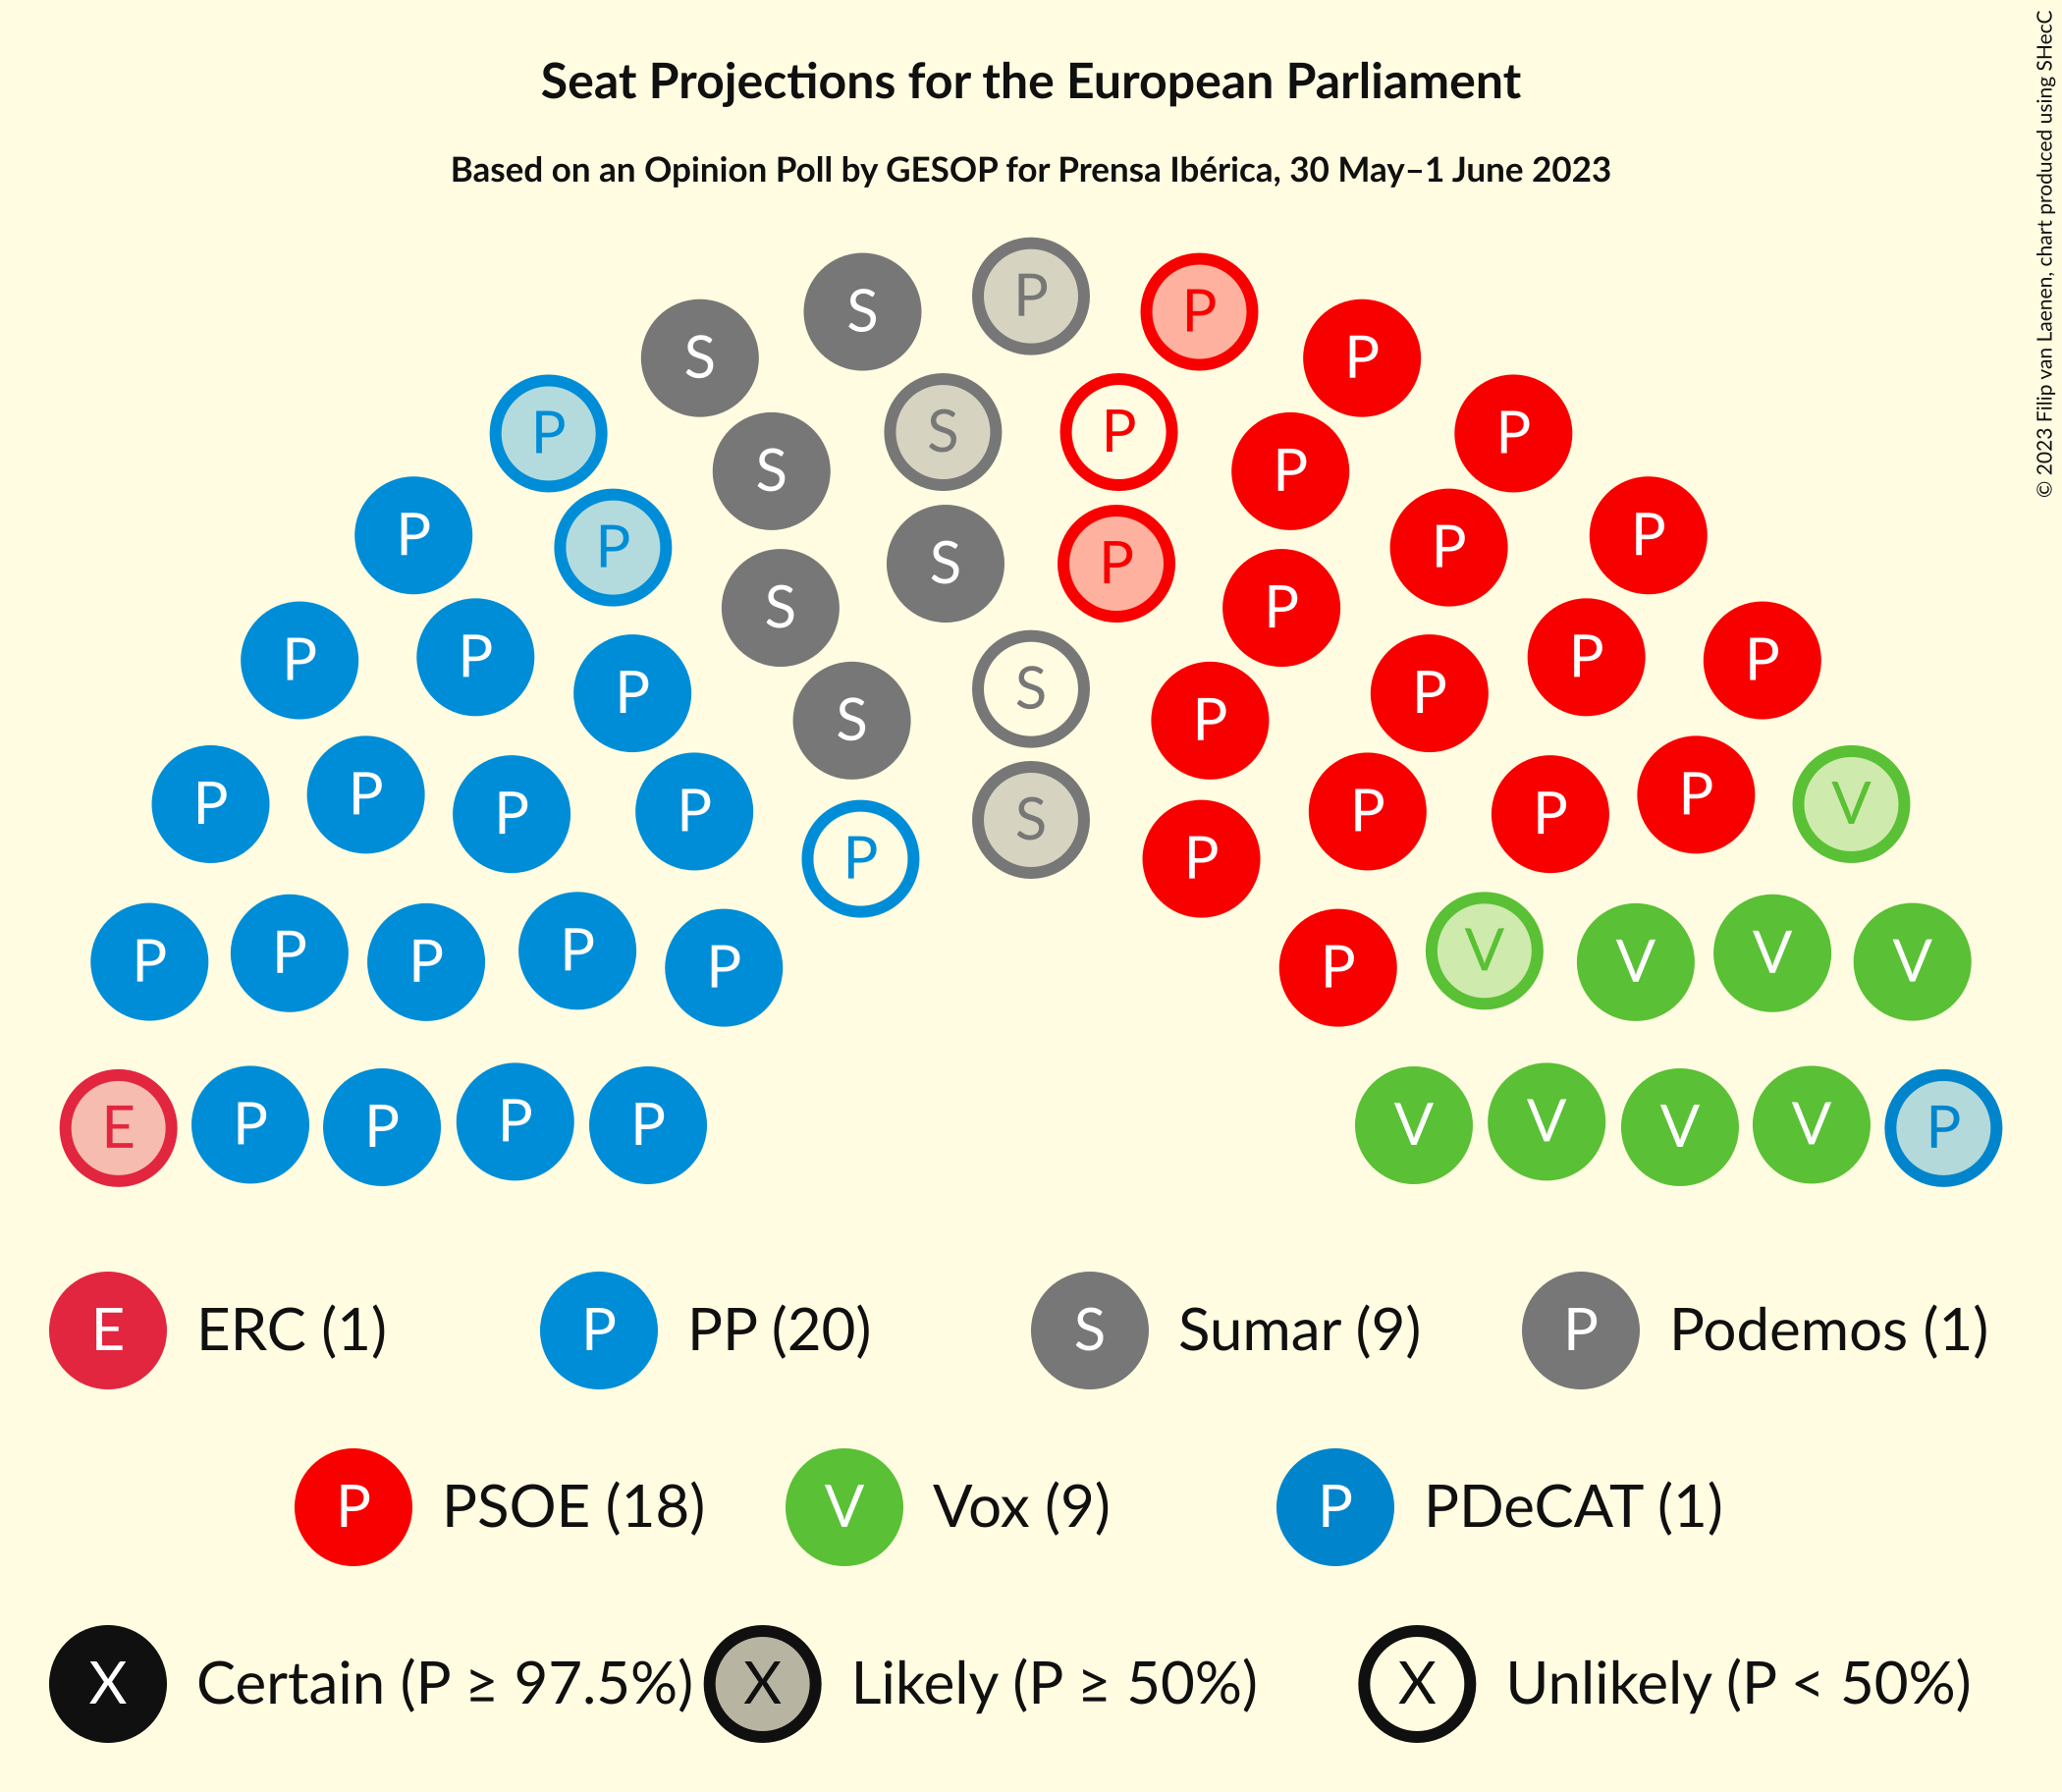 Seat Projections for the European Parliament
Based on an Opinion Poll by GESOP for Prensa Ibérica, 30 May–1 June 2023
© 2023 Filip van Laenen, chart produced using SHecC
P
S P
S P
P S P P P
S P
P P P P
S P
S P
P P P
P P P P
S
S P
P P V
P P P P P
P S P
P V
P P P P P P V V V V
E P P P P V V V V P
E ERC (1) P PP (20) S Sumar (9) P Podemos (1)
P PSOE (18) V Vox (9) P PDeCAT (1)
X Certain (P ≥ 97.5%) X Likely (P ≥ 50%) X Unlikely (P < 50%)